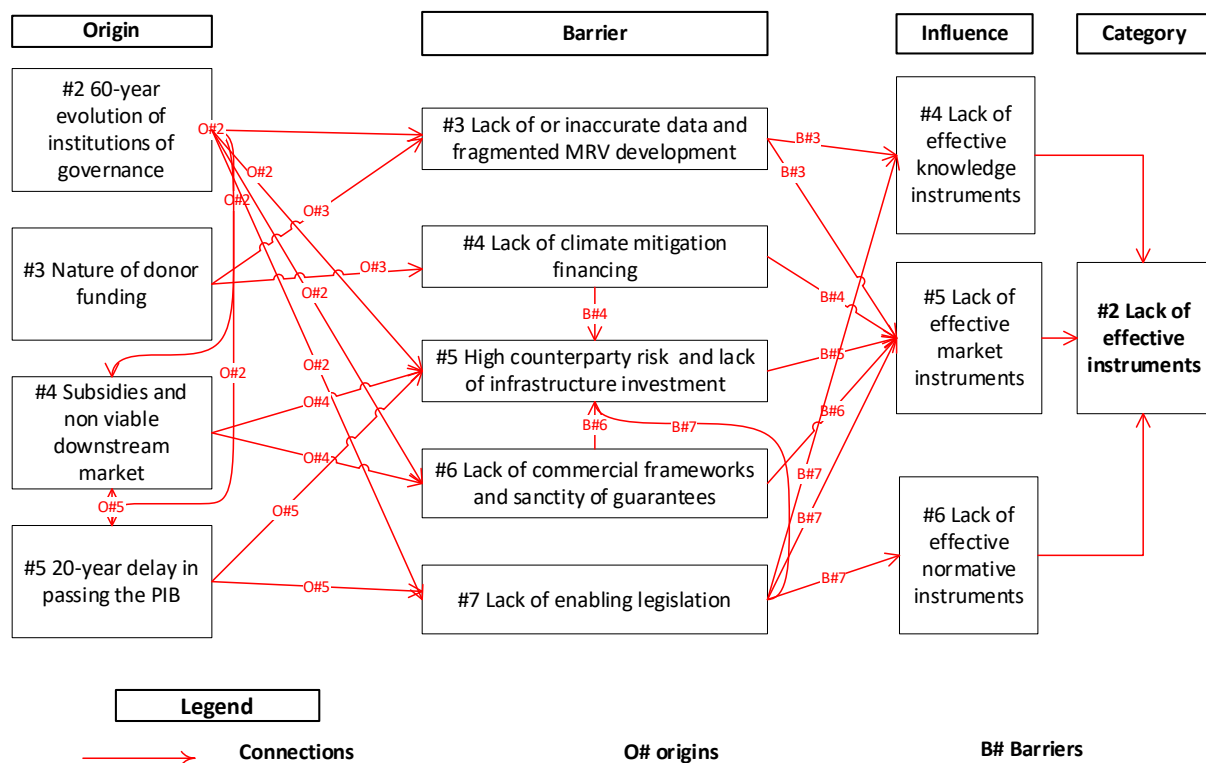 Origin
Barrier
Influence
Category
#2 60-year
evolution of
institutions of
governance
#3 Nature of donor
funding
#4 Subsidies and
non viable
downstream
market
#5 20-year delay in
passing the PIB
O#2
O#2
O#2
O#3
O#3
O#2
O#2
O#2
O#4
O#4
O#5
O#5
O#5
#3 Lack of or inaccurate data and
fragmented MRV development
#4 Lack of climate mitigation
financing
B#4
#5 High counterparty risk and lack
of infrastructure investment
B#6
B#7
#6 Lack of commercial frameworks
and sanctity of guarantees
#7 Lack of enabling legislation
B#3
B#3
B#4
B#5
B#6
B#7
B#7
B#7
#4 Lack of
effective
knowledge
instruments
#5 Lack of
effective
market
instruments
#6 Lack of
effective
normative
instruments
#2 Lack of
effective
instruments
Legend
Connections
O# origins
B# Barriers